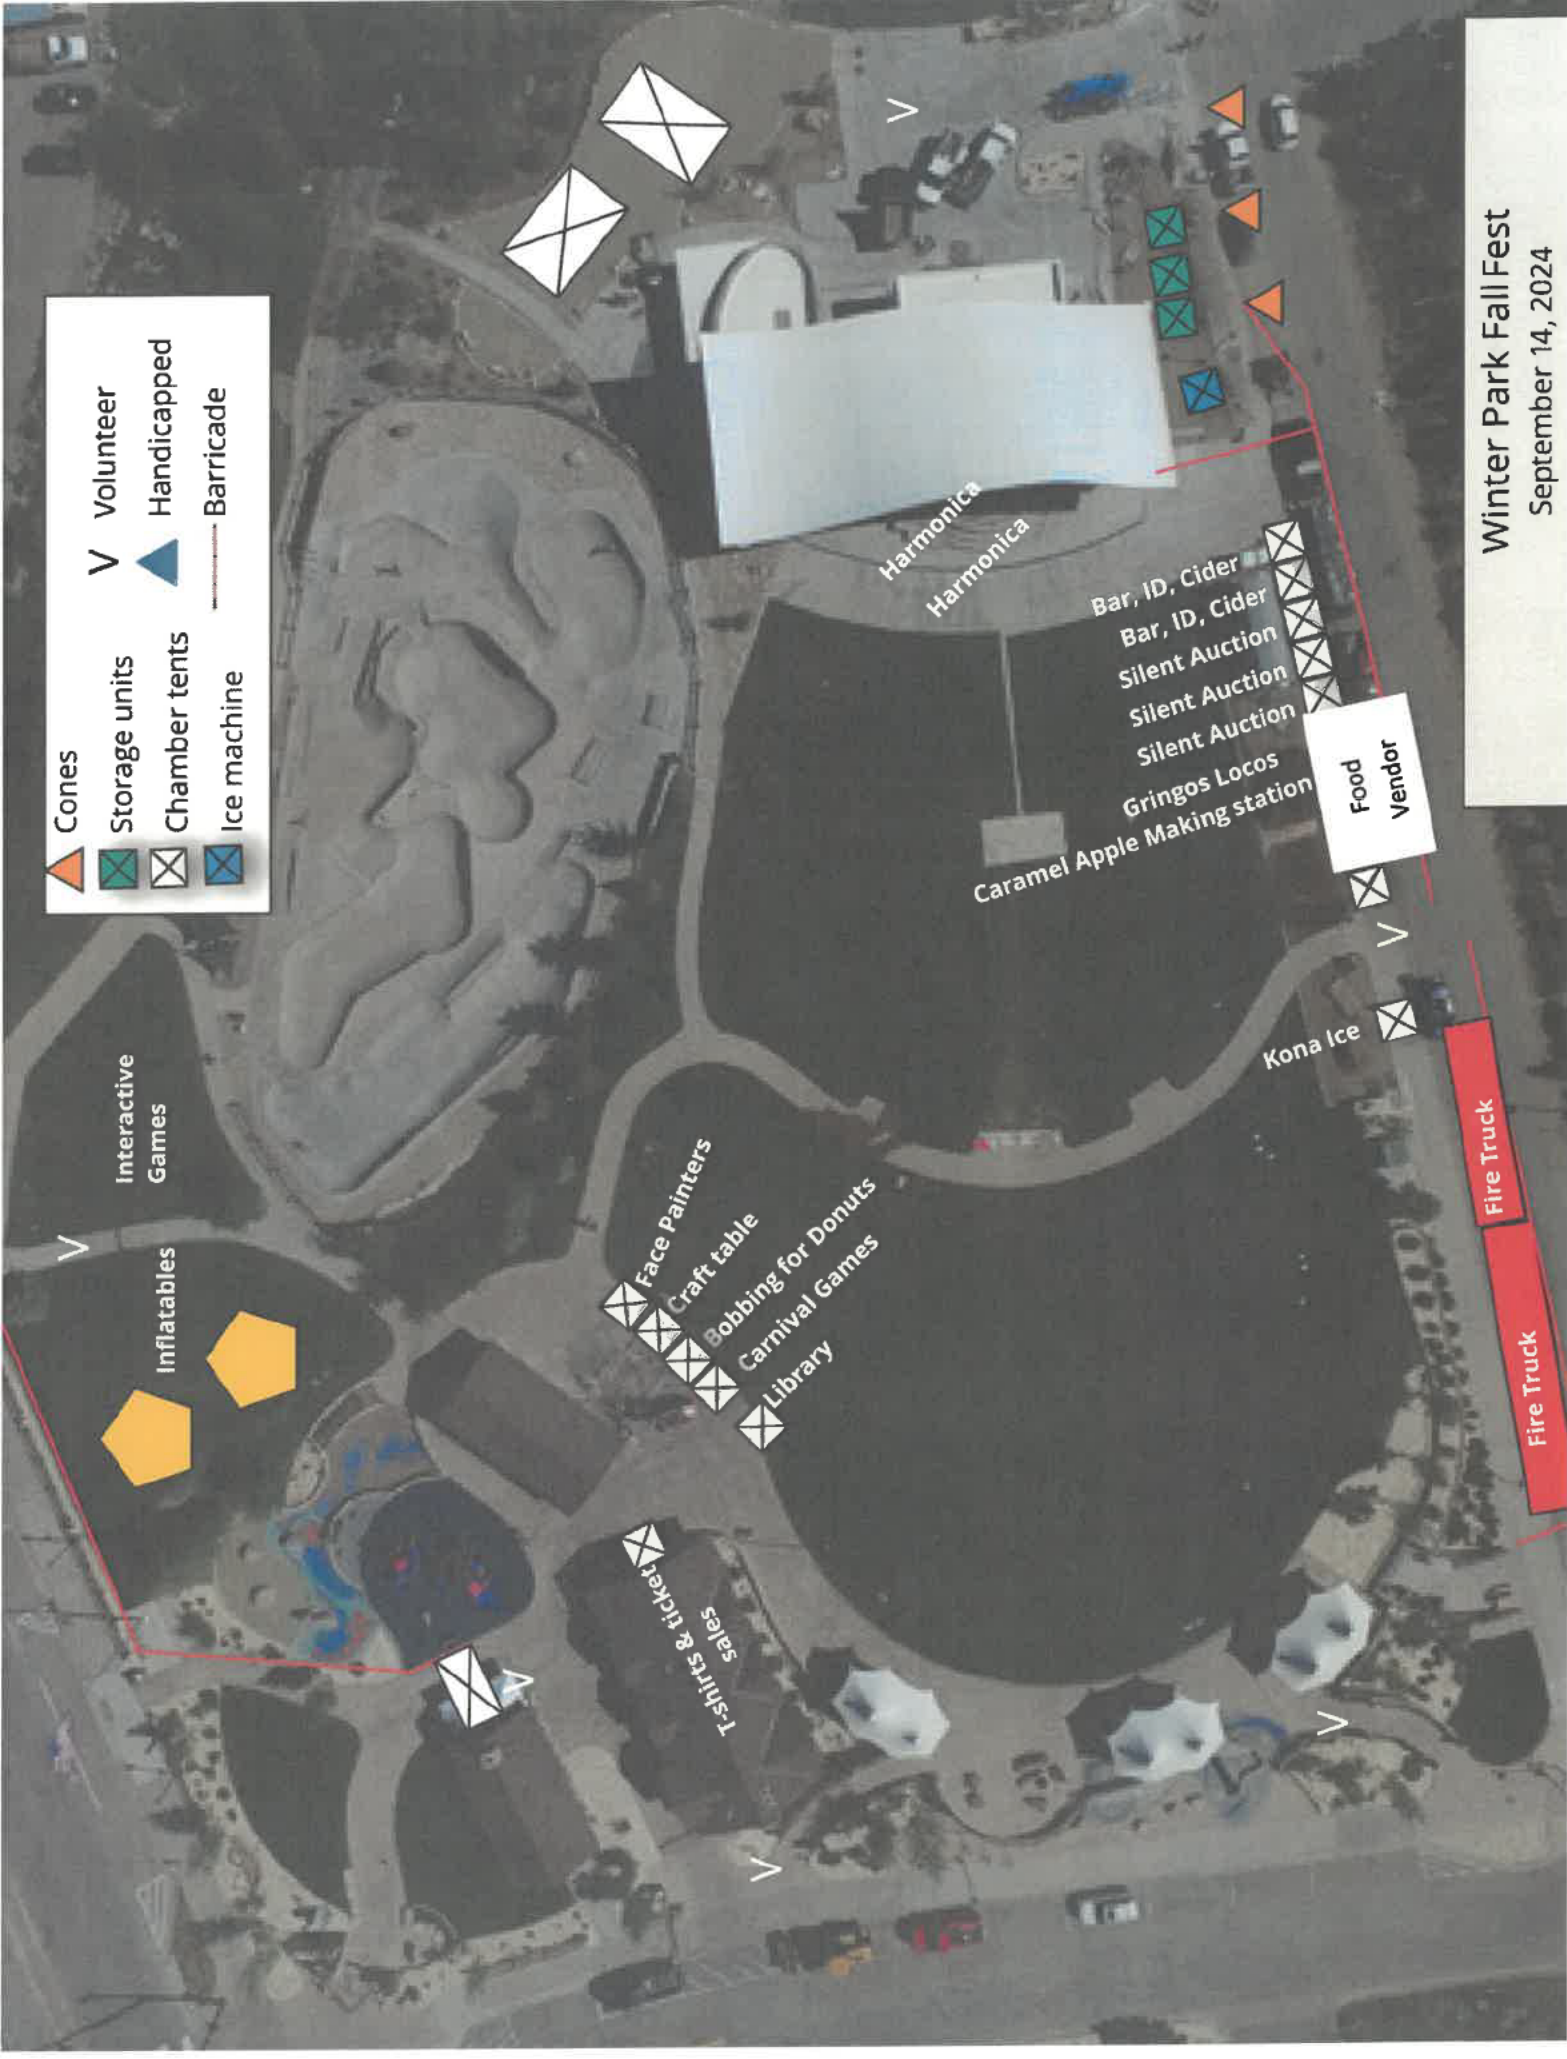 Cones
Storage units
Chamber tents
Ice machine
V Volunteer
Handicapped
Barricade
Interactive
Games
V
Inflatables
V
Harmonica
Harmonica
Bar, ID, Cider
Bar, ID, Cider
Silent Auction
Silent Auction
Silent Auction
Gringos Locos
Caramel Apple Making station
Food
Vendor
V
Kona Ice
Face Painters
Craft table
Bobbing for Donuts
Carnival Games
Library
T-shirts & ticket
sales
V
V
V
Fire Truck
Fire Truck
Winter Park Fall Fest
September 14, 2024